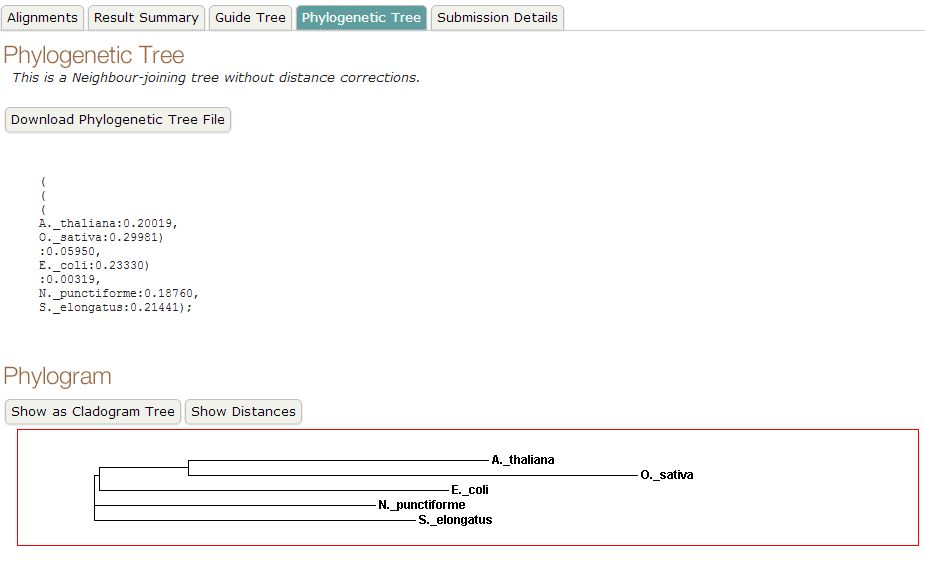 Alignments Result Summary Guide Tree Phylogenetic Tree Submission Details
Phylogenetic Tree
This is a Neighbour-joining tree without distance corrections.
Download Phylogenetic Tree File
(
(
(
A._thaliana:0.20019,
O._sativa:0.29981)
:0.05950,
E._coli:0.23330)
:0.00319,
N._punctiforme:0.18760,
S._elongatus:0.21441);
Phylogram
Show as Cladogram Tree Show Distances
A._thaliana
O._sativa
E._coli
N._punctiforme
S._elongatus